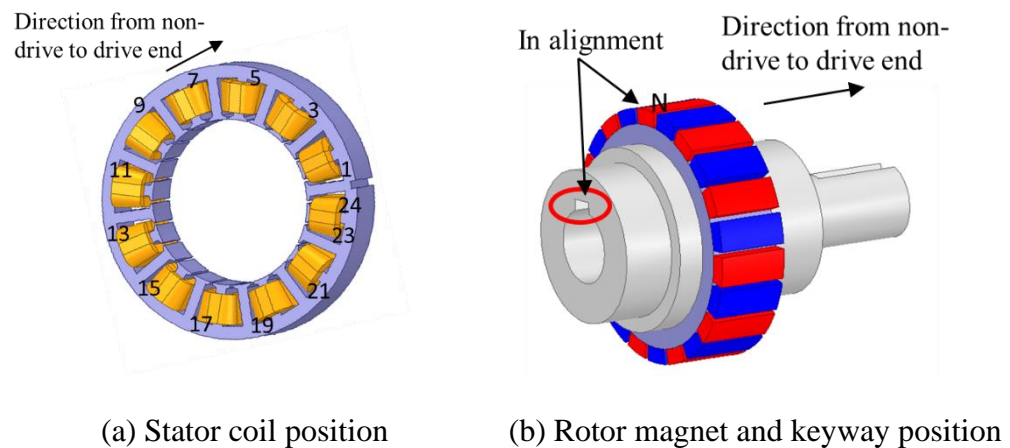 Direction from non-
drive to drive end
7
5
9
3
11
1
24
13
23
15
21
17
19
In alignment
Direction from non-
drive to drive end
N
(a) Stator coil position
(b) Rotor magnet and keyway position